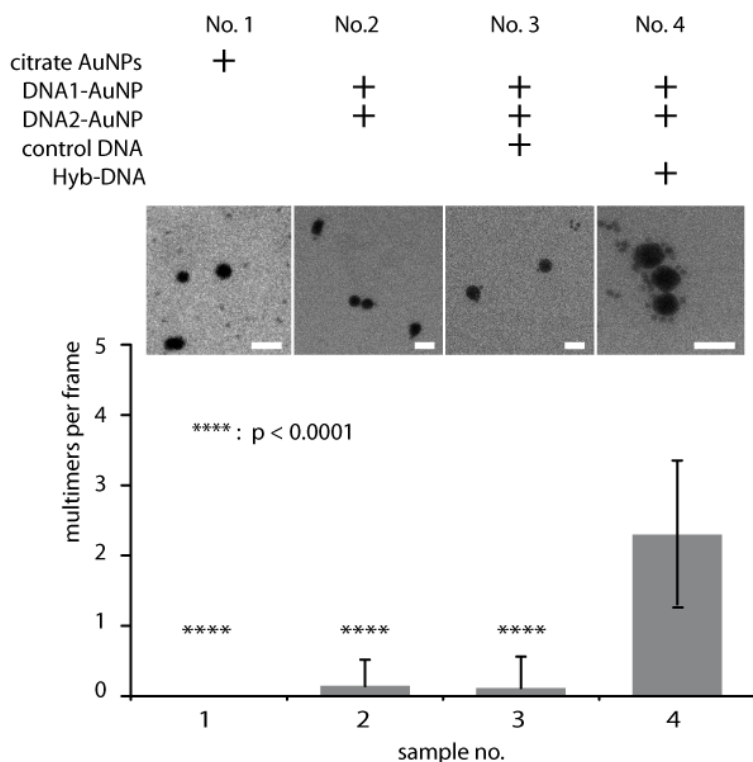 No. 1 No.2 No. 3 No. 4
citrate AuNPs +
DNA1-AuNP + + +
DNA2-AuNP + + +
control DNA +
Hyb-DNA +
5
4
3
2
1
0
multimers per frame
**** : p < 0.0001
**** **** ****
1 2 3 4
sample no.